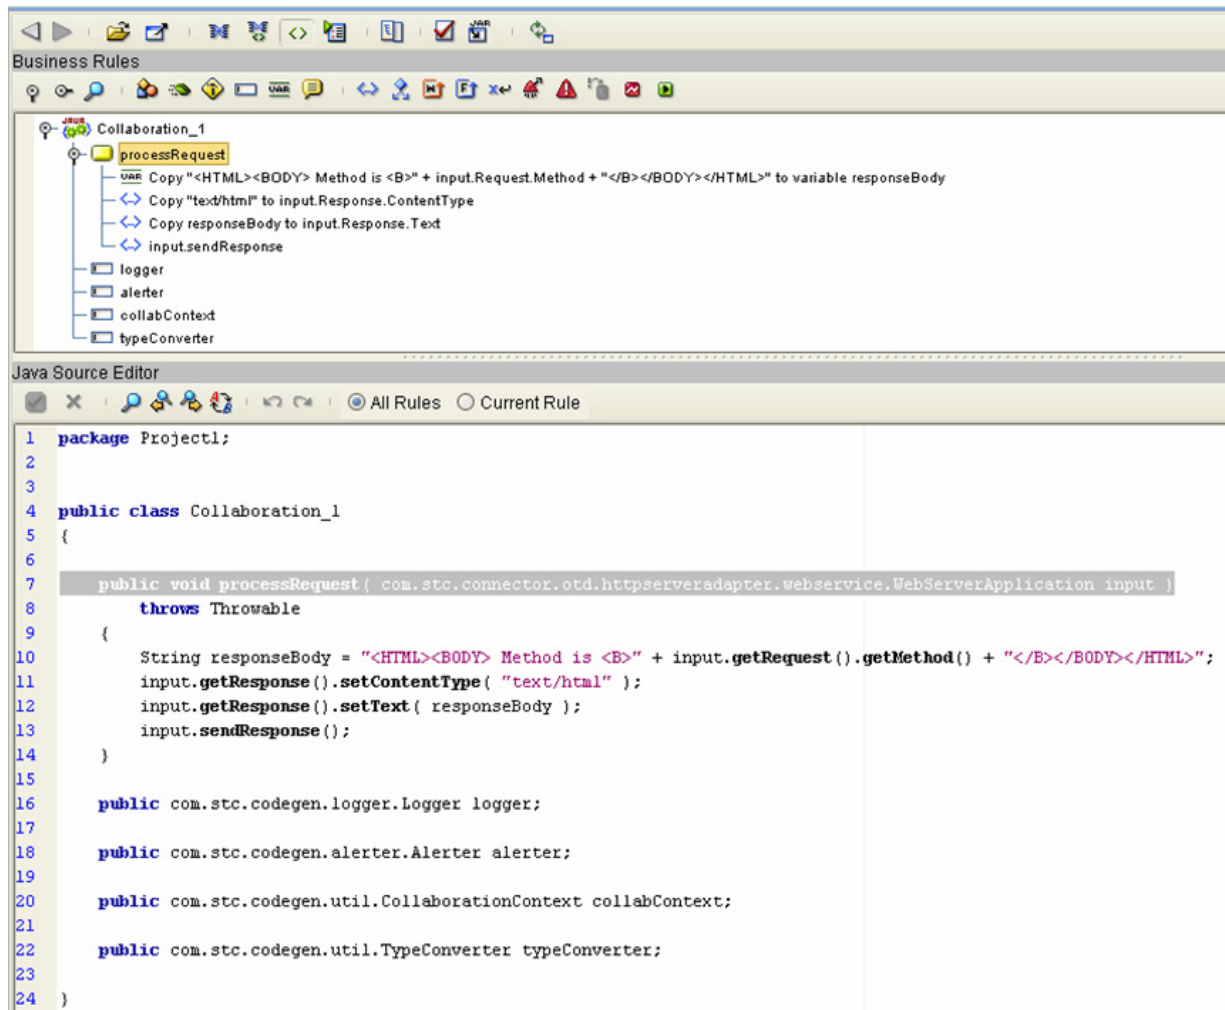 Business Rules
Collaboration_1
processRequest
VAR Copy "<HTML><BODY> Method is <B>" + input.Request.Method + "</B></BODY></HTML>" to variable responseBody
Copy "text/html" to input.Response.ContentType
Copy responseBody to input.Response.Text
input.sendResponse
logger
alerter
collabContext
typeConverter
Java Source Editor
All Rules Current Rule
1 package Project1;
2
3
4 public class Collaboration_1
5 {
6
7 public void processRequest( com.stc.connector.otd.httpserveradapter.webservice.WebServerApplication input )
8 throws Throwable
9 {
10 String responseBody = "<HTML><BODY> Method is <B>" + input.getRequest().getMethod() + "</B></BODY></HTML>";
11 input.getResponse().setContentType( "text/html" );
12 input.getResponse().setText( responseBody );
13 input.sendResponse();
14 }
15
16 public com.stc.codegen.logger.Logger logger;
17
18 public com.stc.codegen.alerter.Alerter alerter;
19
20 public com.stc.codegen.util.CollaborationContext collabContext;
21
22 public com.stc.codegen.util.TypeConverter typeConverter;
23
24 }